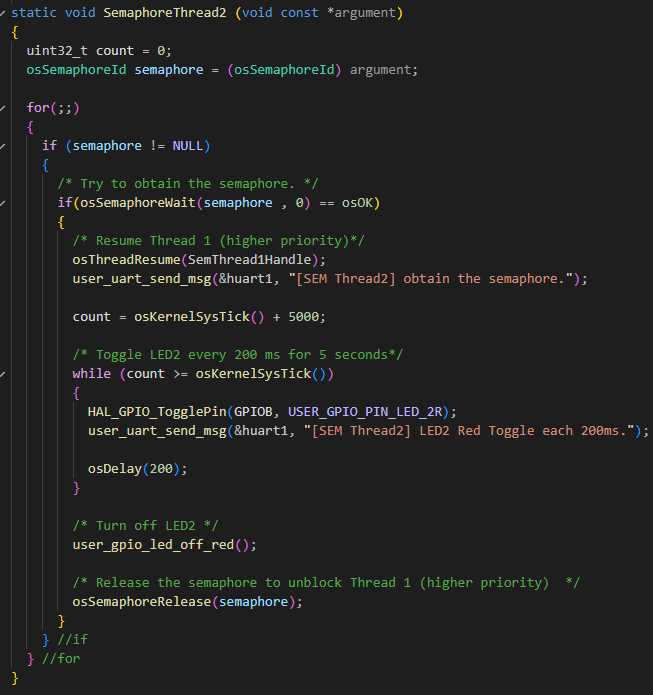 static void SemaphoreThread2 (void const *argument)
{
  uint32_t count = 0;
  osSemaphoreId semaphore = (osSemaphoreId) argument;

  for(;;)
  {
    if (semaphore != NULL)
    {
      /* Try to obtain the semaphore. */
      if(osSemaphoreWait(semaphore , 0) == osOK)
      {
        /* Resume Thread 1 (higher priority)*/
        osThreadResume(SemThread1Handle);
        user_uart_send_msg(&huart1, "[SEM Thread2] obtain the semaphore.");

        count = osKernelSysTick() + 5000;

        /* Toggle LED2 every 200 ms for 5 seconds*/
        while (count >= osKernelSysTick())
        {
          HAL_GPIO_TogglePin(GPIOB, USER_GPIO_PIN_LED_2R);
          user_uart_send_msg(&huart1, "[SEM Thread2] LED2 Red Toggle each 200ms.");

          osDelay(200);
        }

        /* Turn off LED2 */
        user_gpio_led_off_red();

        /* Release the semaphore to unblock Thread 1 (higher priority)  */
        osSemaphoreRelease(semaphore);
      }
    } //if
  } //for
}